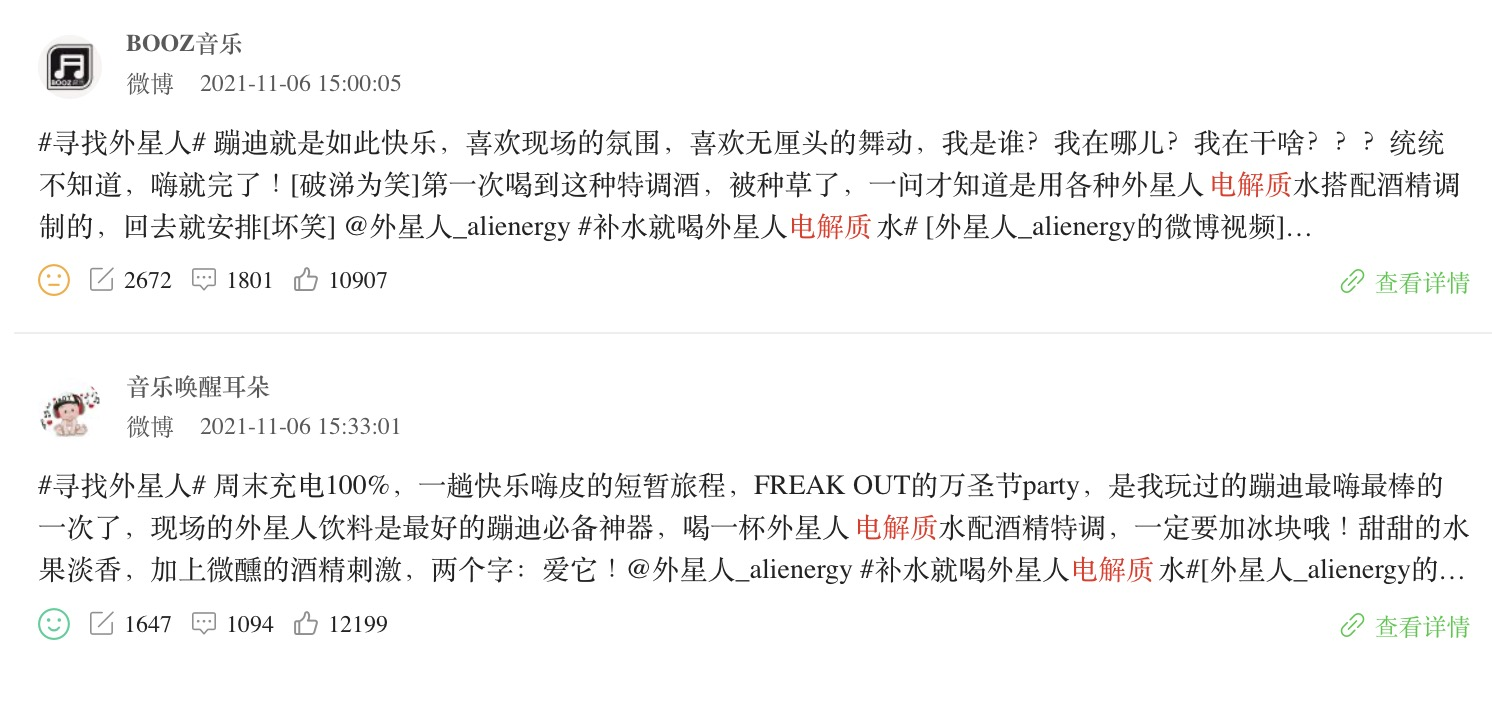 BOOZ音乐
微博 2021-11-06 15:00:05
#寻找外星人# 蹦迪就是如此快乐，喜欢现场的氛围，喜欢无厘头的舞动，我是谁？我在哪儿？我在干啥？？？统统
不知道，嗨就完了！[破涕为笑]第一次喝到这种特调酒，被种草了，一问才知道是用各种外星人 电解质水搭配酒精调
制的，回去就安排[坏笑] @外星人_alienergy #补水就喝外星人电解质 水# [外星人_alienergy的微博视频]…
2672 1801 10907 查看详情
音乐唤醒耳朵
微博 2021-11-06 15:33:01
#寻找外星人# 周末充电100%，一趟快乐嗨皮的短暂旅程，FREAK OUT的万圣节party，是我玩过的蹦迪最嗨最棒的
一次了，现场的外星人饮料是最好的蹦迪必备神器，喝一杯外星人 电解质水配酒精特调，一定要加冰块哦！甜甜的水
果淡香，加上微醺的酒精刺激，两个字：爱它！@外星人_alienergy #补水就喝外星人电解质 水#[外星人_alienergy的…
1647 1094 12199 查看详情